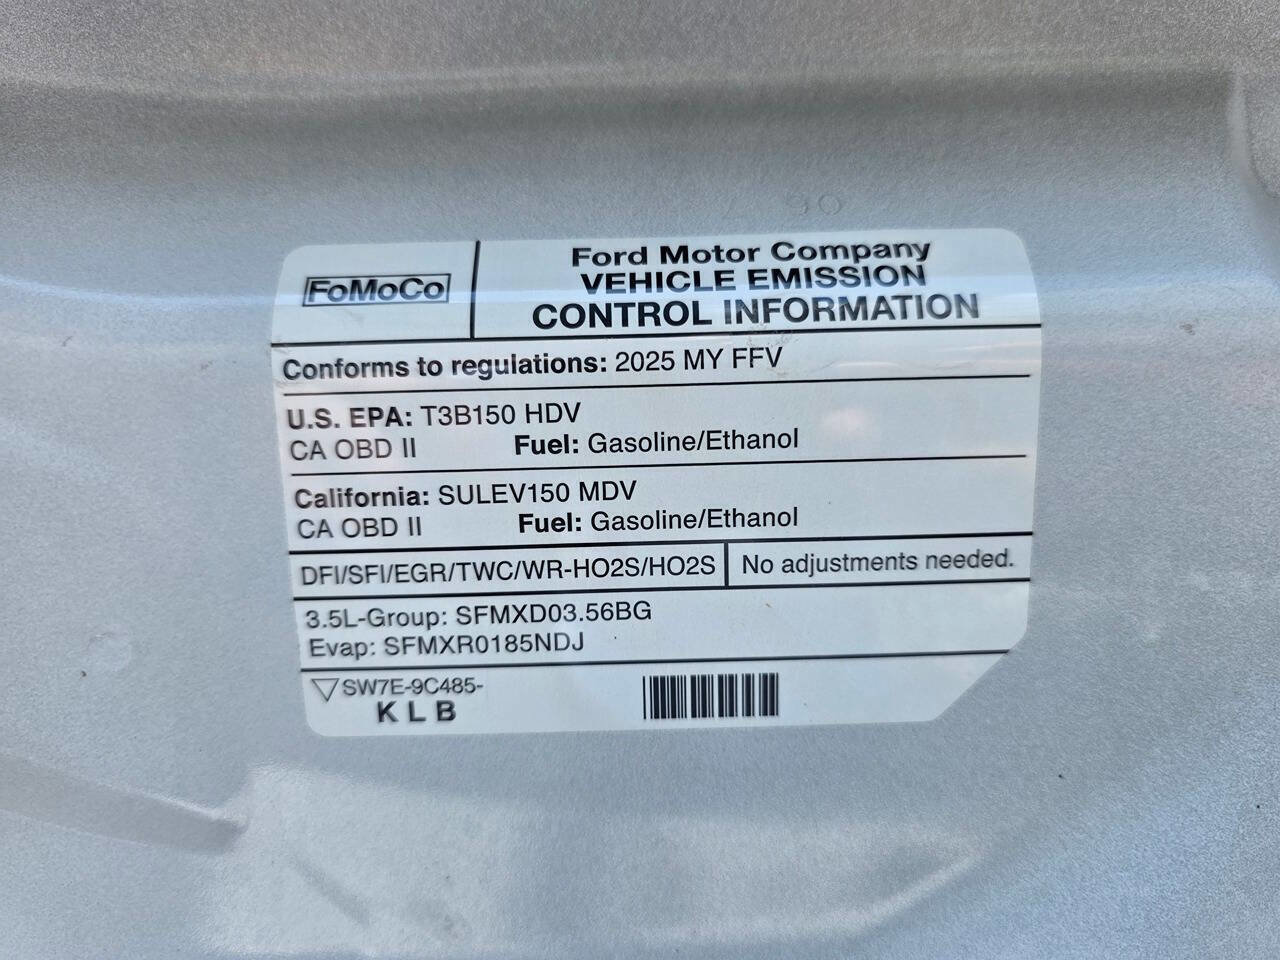 FoMoCo
Ford Motor Company
VEHICLE EMISSION
CONTROL INFORMATION
Conforms to regulations: 2025 MY FFV
U.S. EPA: T3B150 HDV
CA OBD II Fuel: Gasoline/Ethanol
California: SULEV150 MDV
CA OBD II Fuel: Gasoline/Ethanol
DFI/SFI/EGR/TWC/WR-HO2S/HO2S No adjustments needed.
3.5L-Group: SFMXD03.56BG
Evap: SFMXR0185NDJ
SW7E-9C485-
K L B